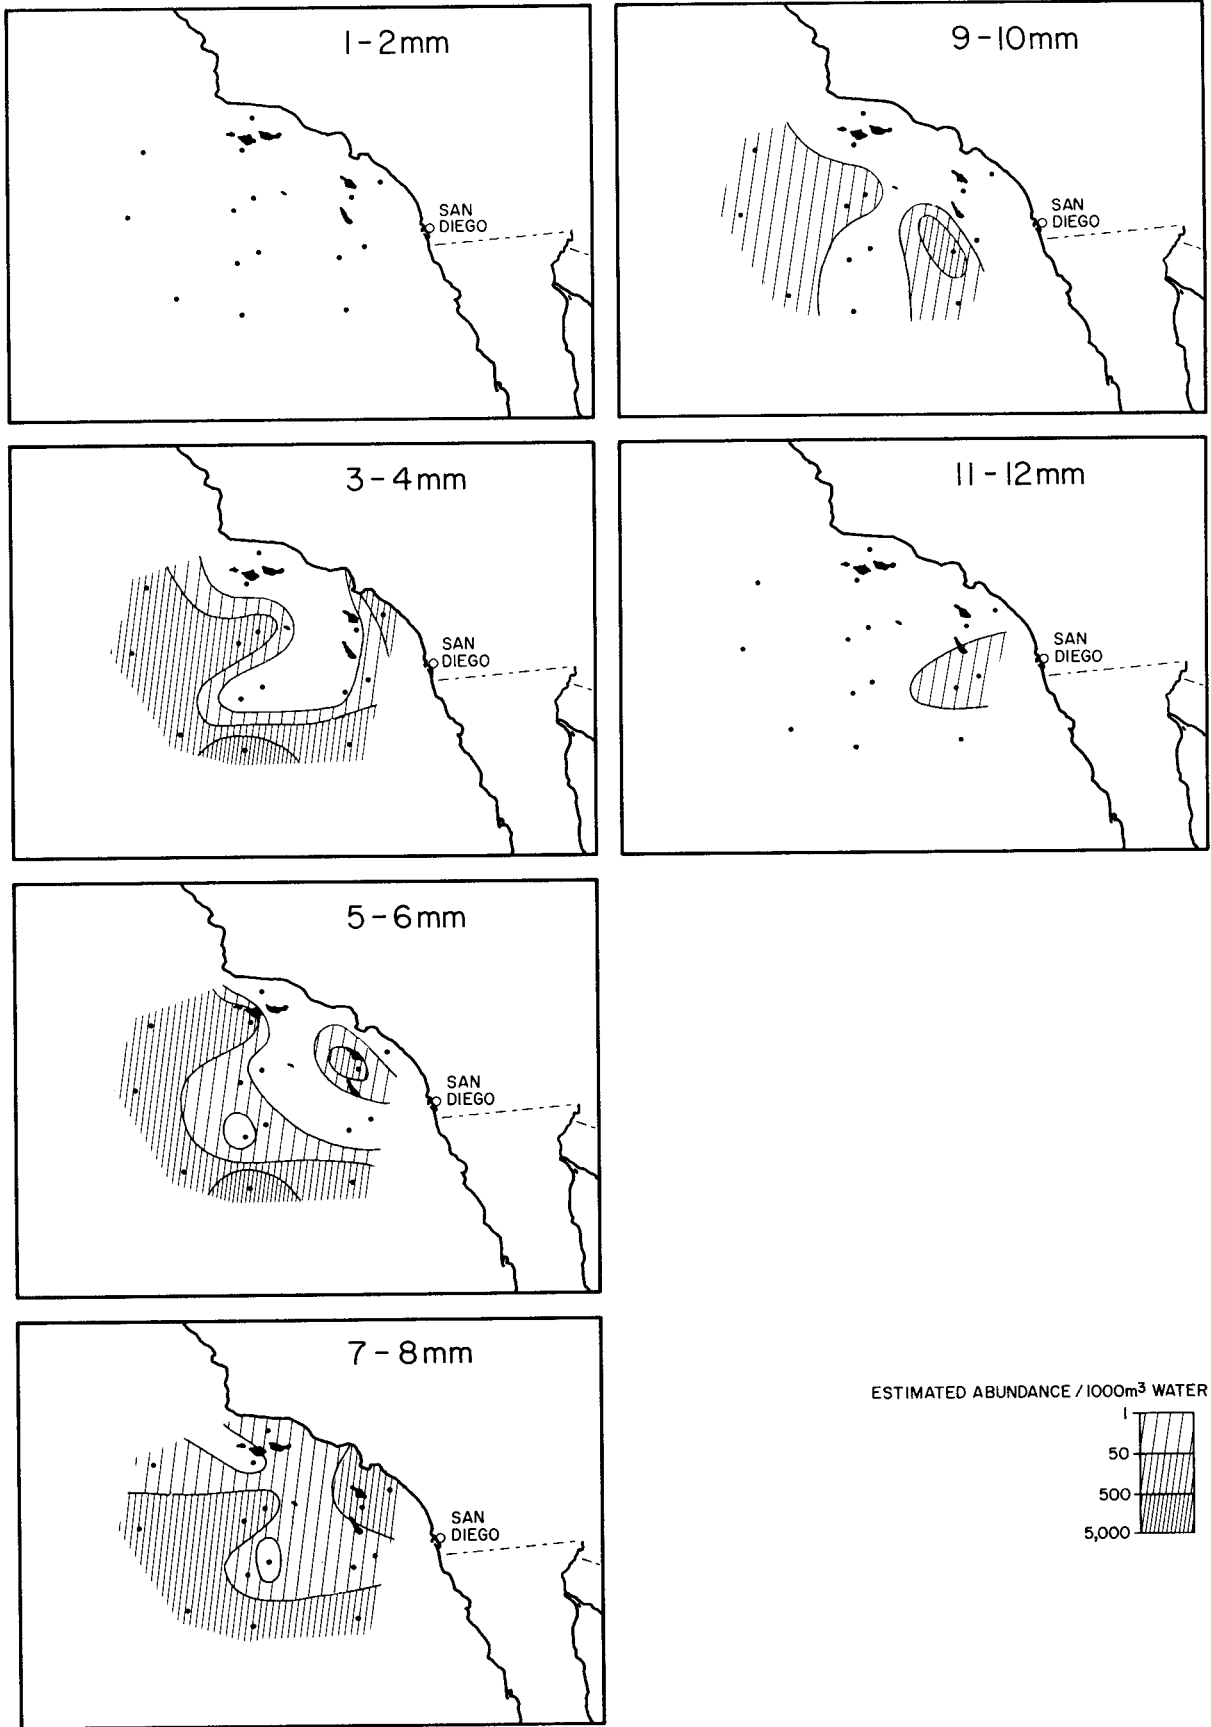 1-2mm
SAN
DIEGO
9-10mm
SAN
DIEGO
3-4mm
SAN
DIEGO
11-12mm
SAN
DIEGO
5-6mm
SAN
DIEGO
7-8mm
SAN
DIEGO
ESTIMATED ABUNDANCE / 1000m³ WATER
1
50
500
5,000